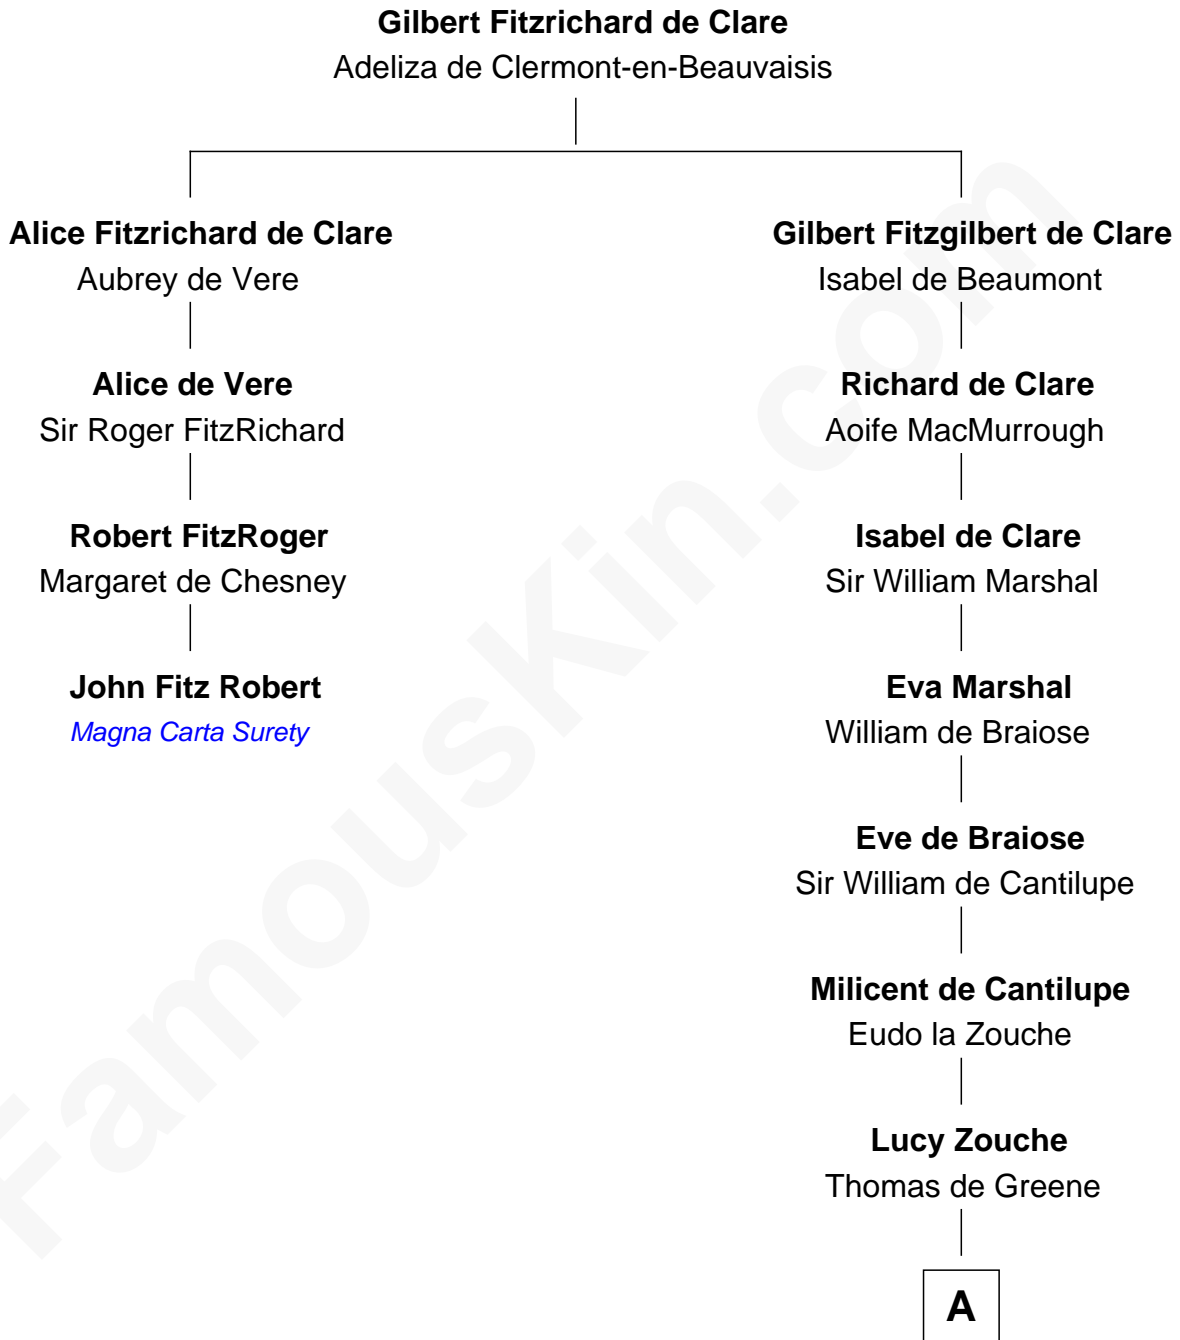 Gilbert Fitzrichard de Clare
Adeliza de Clermont-en-Beauvaisis
Alice Fitzrichard de Clare
Aubrey de Vere
Alice de Vere
Sir Roger FitzRichard
Robert FitzRoger
Margaret de Chesney
John Fitz Robert
Magna Carta Surety
Gilbert Fitzgilbert de Clare
Isabel de Beaumont
Richard de Clare
Aoife MacMurrough
Isabel de Clare
Sir William Marshal
Eva Marshal
William de Braiose
Eve de Braiose
Sir William de Cantilupe
Milicent de Cantilupe
Eudo la Zouche
Lucy Zouche
Thomas de Greene
A
FamousKin.com